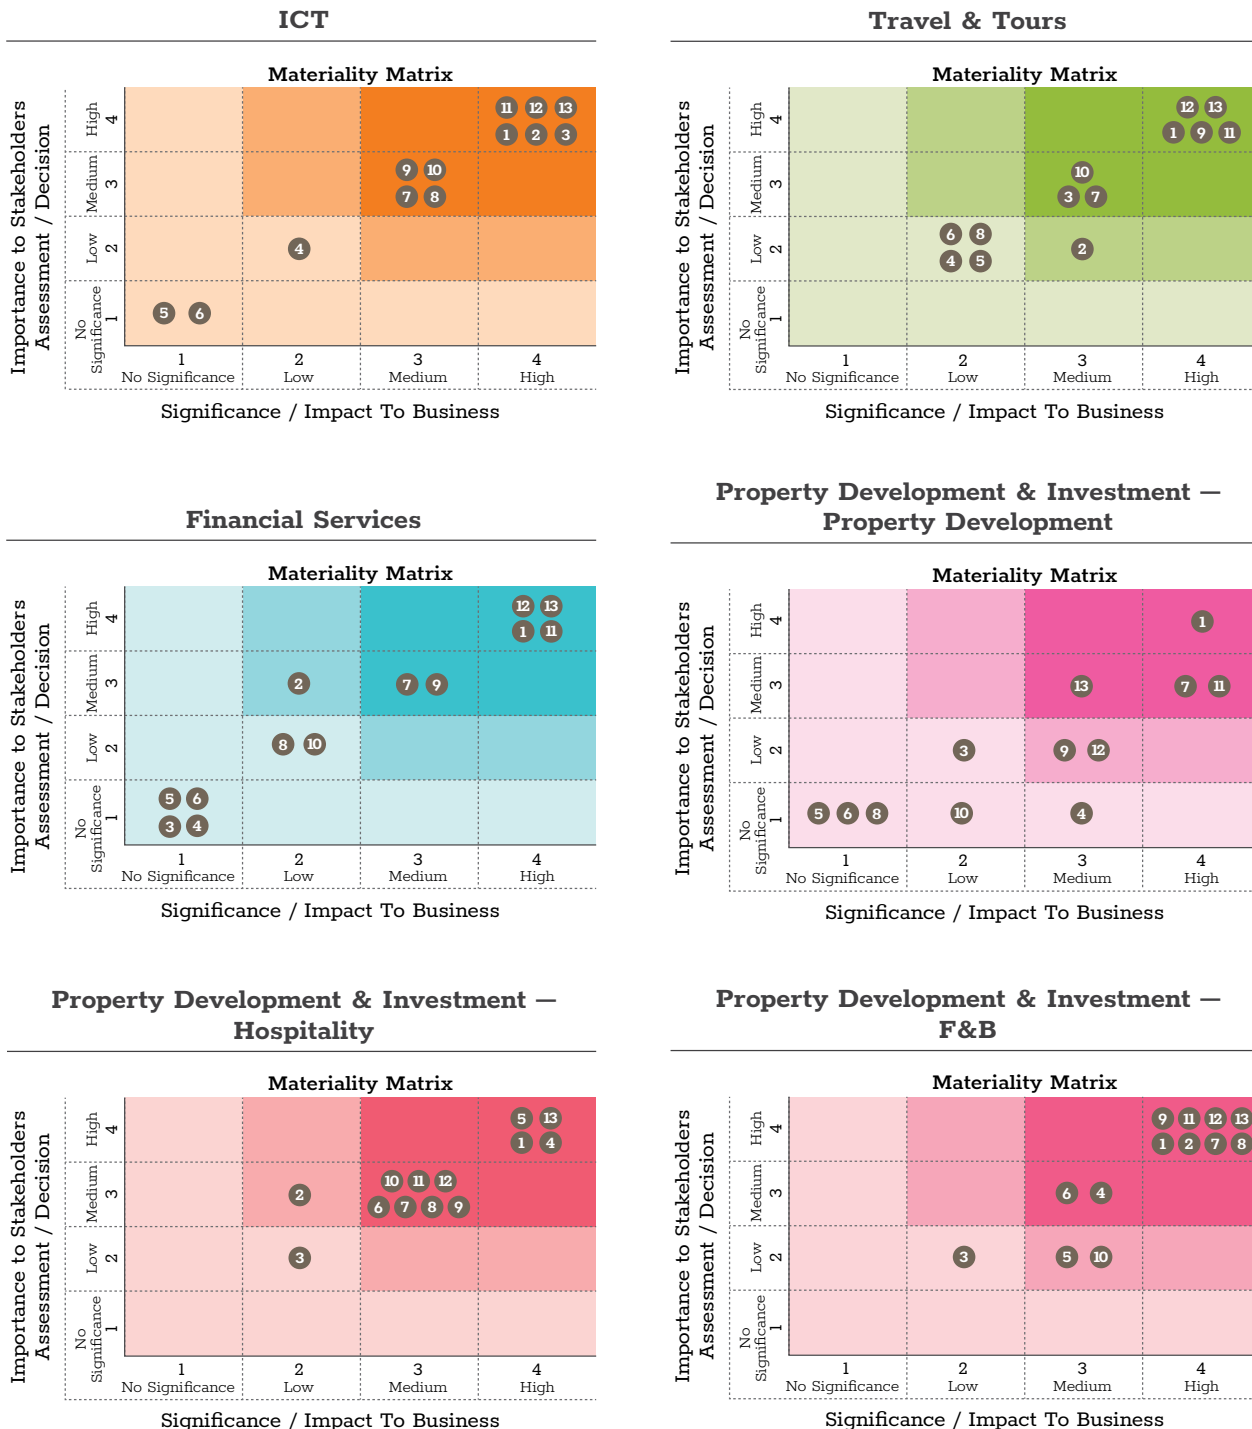 ICT
Materiality Matrix
Importance to Stakeholders
Assessment / Decision
High
4
Medium
3
Low
2
No
Significance
1
11 12 13
1 2 3
9 10
7 8
4
5 6
1 2 3 4
No Significance Low Medium High
Significance / Impact To Business
Travel & Tours
Materiality Matrix
Importance to Stakeholders
Assessment / Decision
High
4
Medium
3
Low
2
No
Significance
1
12 13
1 9 11
10
3 7
6 8
4 5
2
1 2 3 4
No Significance Low Medium High
Significance / Impact To Business
Financial Services
Materiality Matrix
Importance to Stakeholders
Assessment / Decision
High
4
Medium
3
Low
2
No
Significance
1
12 13
1 11
2 7 9
8 10
5 6
3 4
1 2 3 4
No Significance Low Medium High
Significance / Impact To Business
Property Development & Investment —
Property Development
Materiality Matrix
Importance to Stakeholders
Assessment / Decision
High
4
Medium
3
Low
2
No
Significance
1
1
13 7 11
3 9 12
5 6 8 10 4
1 2 3 4
No Significance Low Medium High
Significance / Impact To Business
Property Development & Investment —
Hospitality
Materiality Matrix
Importance to Stakeholders
Assessment / Decision
High
4
Medium
3
Low
2
No
Significance
1
5 13
1 4
10 11 12
2 6 7 8 9
3
1 2 3 4
No Significance Low Medium High
Significance / Impact To Business
Property Development & Investment —
F&B
Materiality Matrix
Importance to Stakeholders
Assessment / Decision
High
4
Medium
3
Low
2
No
Significance
1
9 11 12 13
1 2 7 8
6 4
3 5 10
1 2 3 4
No Significance Low Medium High
Significance / Impact To Business